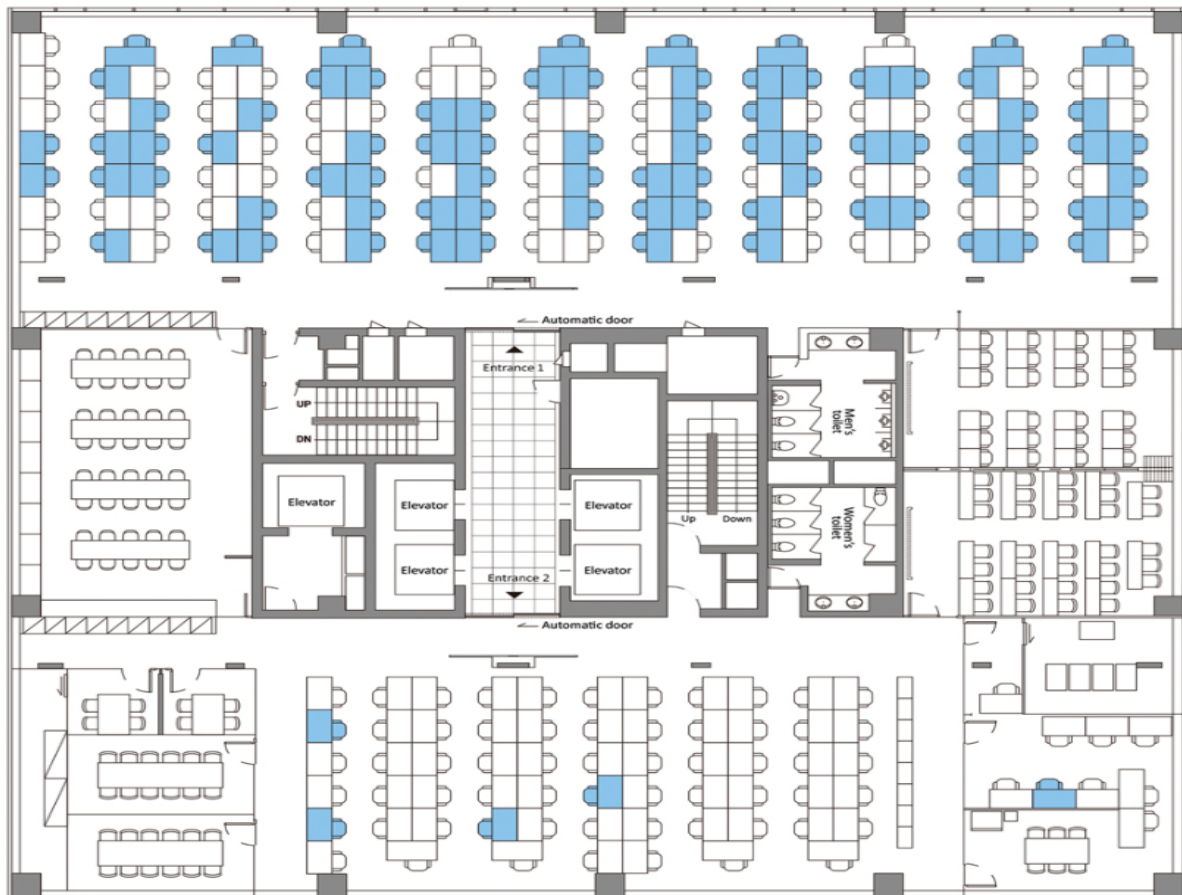 Automatic door
Entrance 1
UP
DN
Men's
toilet
Elevator
Elevator
Elevator
Up Down
Women's
toilet
Elevator
Elevator
Entrance 2
Automatic door